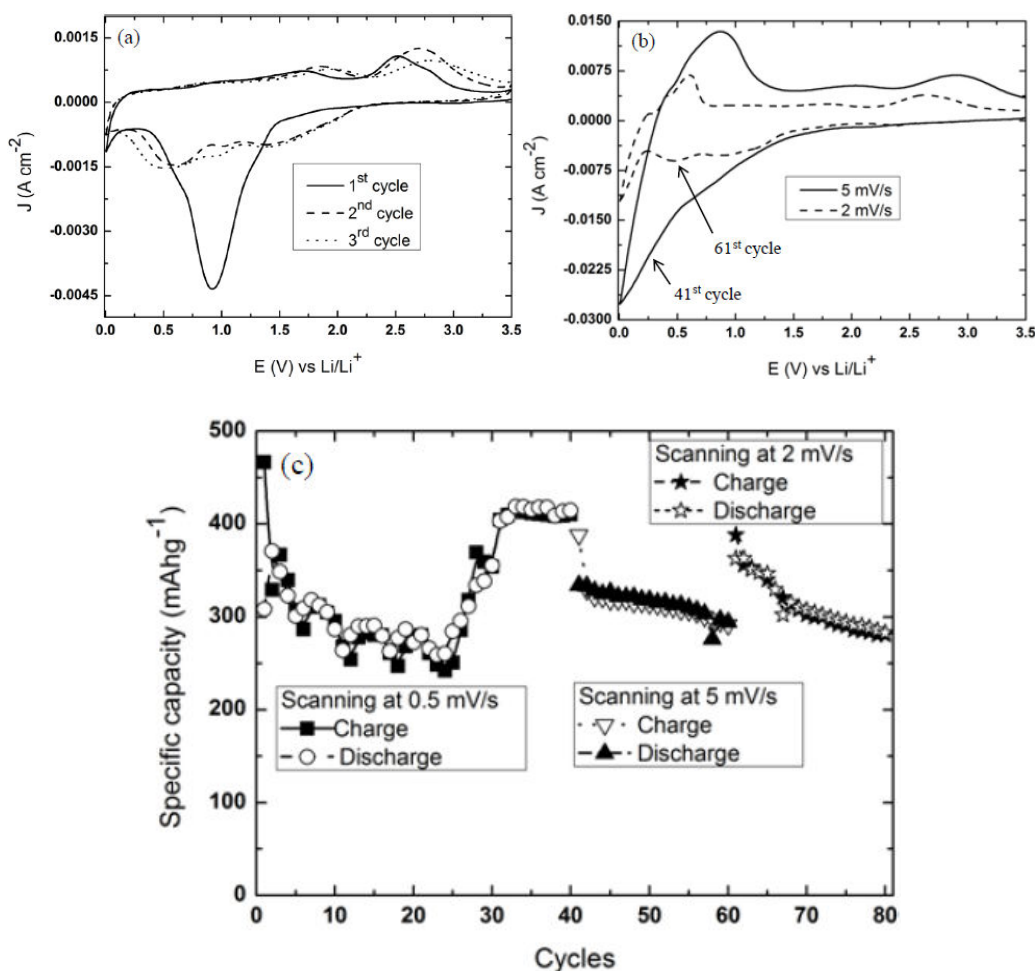 (a)
0.0015
0.0000
-0.0015
-0.0030
-0.0045
J (A cm⁻²)
1ˢᵗ cycle
2ⁿᵈ cycle
3ʳᵈ cycle
0.0 0.5 1.0 1.5 2.0 2.5 3.0 3.5
E (V) vs Li/Li⁺
(b)
0.0150
0.0075
0.0000
-0.0075
-0.0150
-0.0225
-0.0300
J (A cm⁻²)
5 mV/s
2 mV/s
61ˢᵗ cycle
41ˢᵗ cycle
0.0 0.5 1.0 1.5 2.0 2.5 3.0 3.5
E (V) vs Li/Li⁺
(c)
500
400
300
200
100
0
Specific capacity (mAhg⁻¹)
Scanning at 2 mV/s
Charge
Discharge
Scanning at 0.5 mV/s
Charge
Discharge
Scanning at 5 mV/s
Charge
Discharge
0 10 20 30 40 50 60 70 80
Cycles